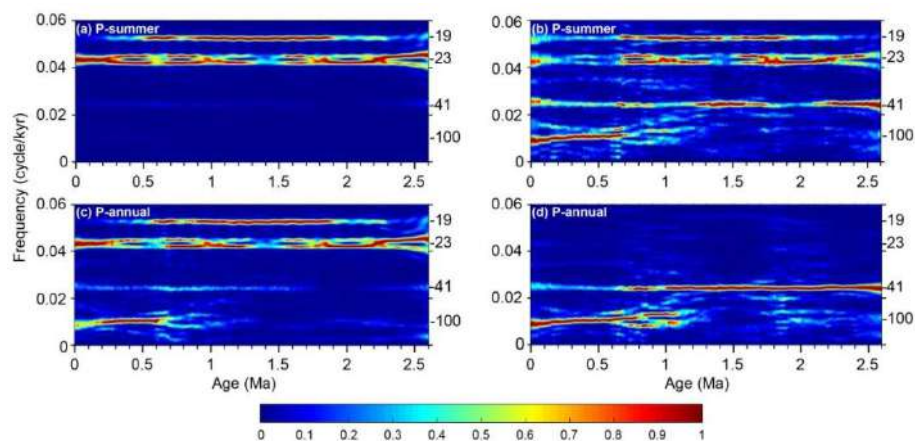 (a) P-summer
0.06
0.04
0.02
0
0 0.5 1 1.5 2 2.5
19
23
41
100
(b) P-summer
0.06
0.04
0.02
0
0 0.5 1 1.5 2 2.5
19
23
41
100
Frequency (cycle/kyr)
(c) P-annual
0.06
0.04
0.02
0
0 0.5 1 1.5 2 2.5
19
23
41
100
Age (Ma)
(d) P-annual
0.06
0.04
0.02
0
0 0.5 1 1.5 2 2.5
19
23
41
100
Age (Ma)
0 0.1 0.2 0.3 0.4 0.5 0.6 0.7 0.8 0.9 1